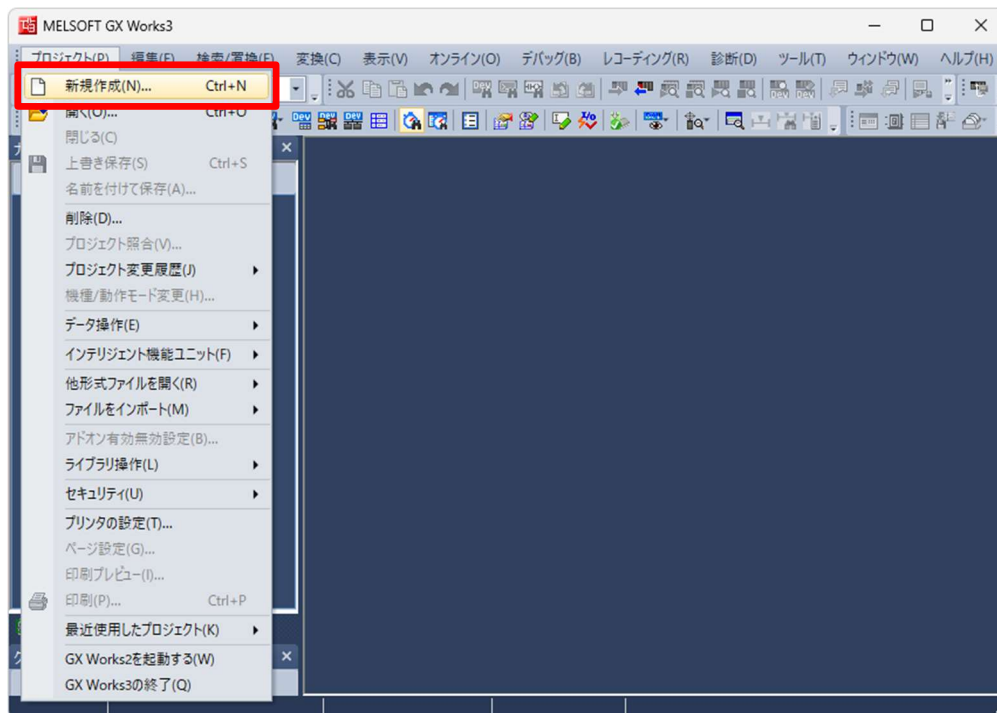 MELSOFT GX Works3
プロジェクト(P) 編集(E) 検索/置換(F) 変換(C) 表示(V) オンライン(O) デバッグ(B) レコーディング(R) 診断(D) ツール(T) ウィンドウ(W) ヘルプ(H)
新規作成(N)... Ctrl+N
開く(O)... Ctrl+O
閉じる(C)
上書き保存(S) Ctrl+S
名前を付けて保存(A)...
削除(D)...
プロジェクト照合(V)...
プロジェクト変更履歴(J)
機種/動作モード変更(H)...
データ操作(E)
インテリジェント機能ユニット(F)
他形式ファイルを開く(R)
ファイルをインポート(M)
アドオン有効無効設定(B)...
ライブラリ操作(L)
セキュリティ(U)
プリンタの設定(T)...
ページ設定(G)...
印刷プレビュー(I)...
印刷(P)... Ctrl+P
最近使用したプロジェクト(K)
GX Works2を起動する(W)
GX Works3の終了(Q)